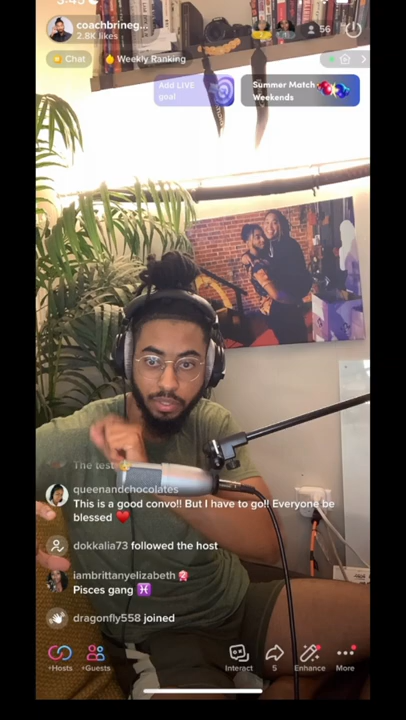 coachbrineg...
2.8K likes
56
Chat
Weekly Ranking
Add LIVE
goal
Summer Match
Weekends
The test
queenandchocolates
This is a good convo!! But I have to go!! Everyone be
blessed ❤️
dokkalia73 followed the host
iambrittanyelizabeth
Pisces gang ♓
dragonfly558 joined
+Hosts
+Guests
Interact
5
Enhance
More